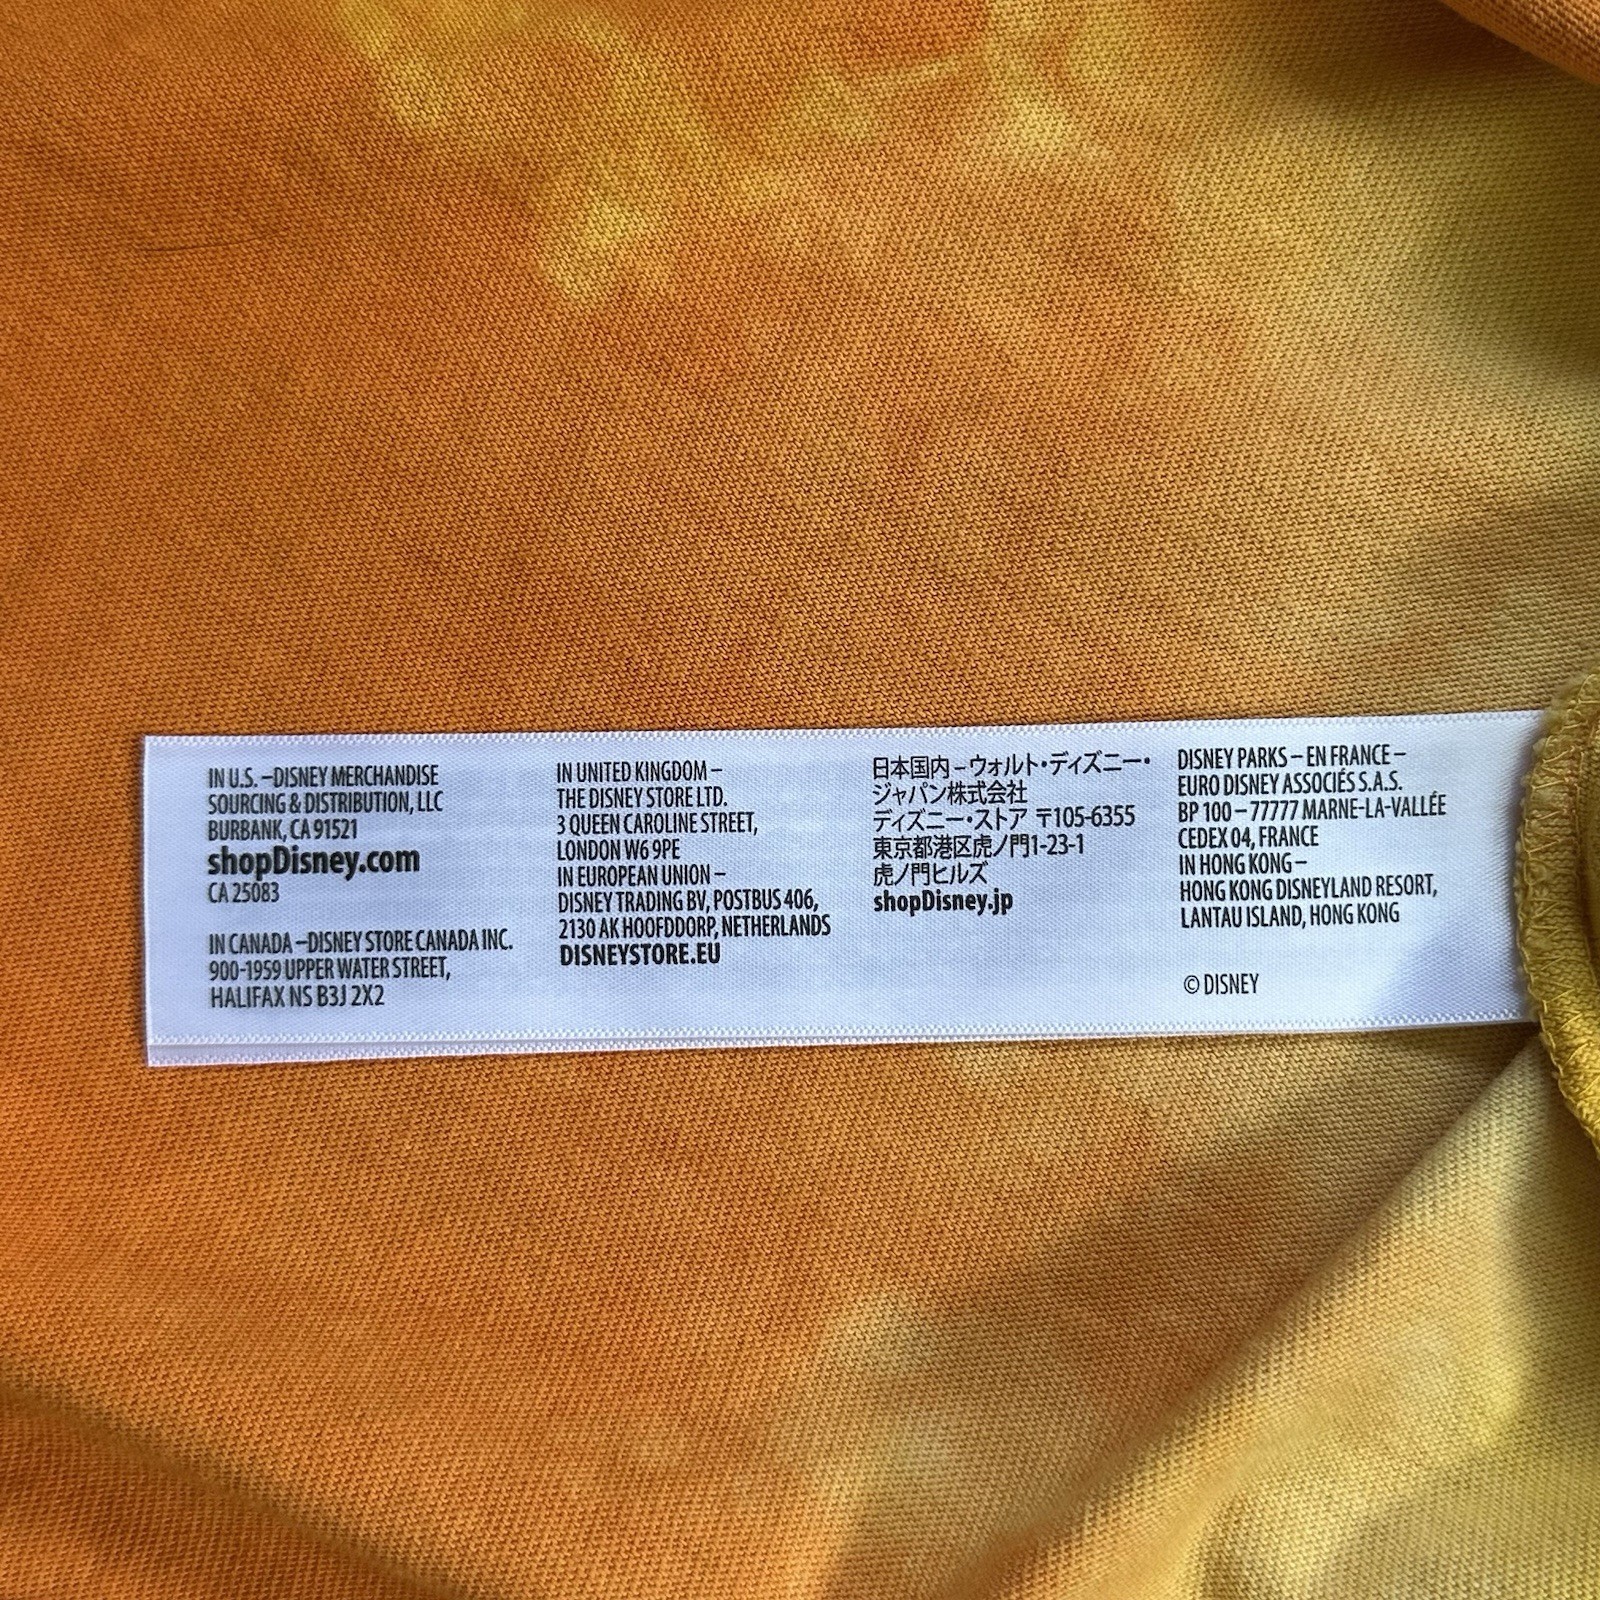 IN U.S. –DISNEY MERCHANDISE
SOURCING & DISTRIBUTION, LLC
BURBANK, CA 91521
shopDisney.com
CA 25083
IN CANADA –DISNEY STORE CANADA INC.
900-1959 UPPER WATER STREET,
HALIFAX NS B3J 2X2
IN UNITED KINGDOM –
THE DISNEY STORE LTD.
3 QUEEN CAROLINE STREET,
LONDON W6 9PE
IN EUROPEAN UNION –
DISNEY TRADING BV, POSTBUS 406,
2130 AK HOOFDDORP, NETHERLANDS
DISNEYSTORE.EU
日本国内 – ウォルト・ディズニー・
ジャパン株式会社
ディズニー・ストア 〒105-6355
東京都港区虎ノ門1-23-1
虎ノ門ヒルズ
shopDisney.jp
DISNEY PARKS – EN FRANCE –
EURO DISNEY ASSOCIÉS S.A.S.
BP 100 – 77777 MARNE-LA-VALLÉE
CEDEX 04, FRANCE
IN HONG KONG –
HONG KONG DISNEYLAND RESORT,
LANTAU ISLAND, HONG KONG
© DISNEY